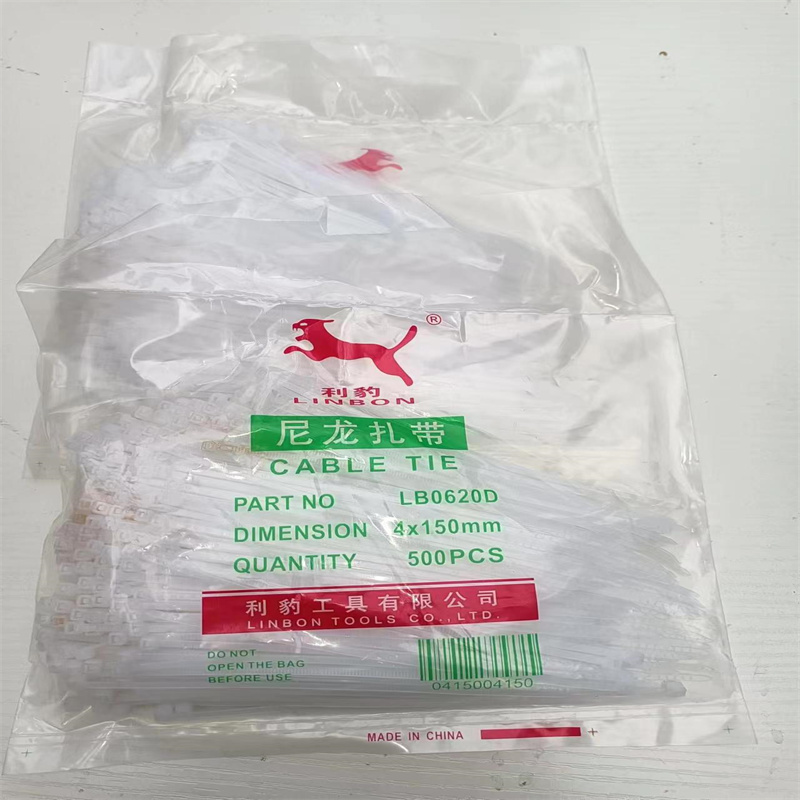 ®
利豹
LINBON
尼龙扎带
CABLE TIE
PART NO LB0620D
DIMENSION 4x150mm
QUANTITY 500PCS
利豹工具有限公司
LINBON TOOLS CO.,LTD.
DO NOT
OPEN THE BAG
BEFORE USE
0415004150
MADE IN CHINA